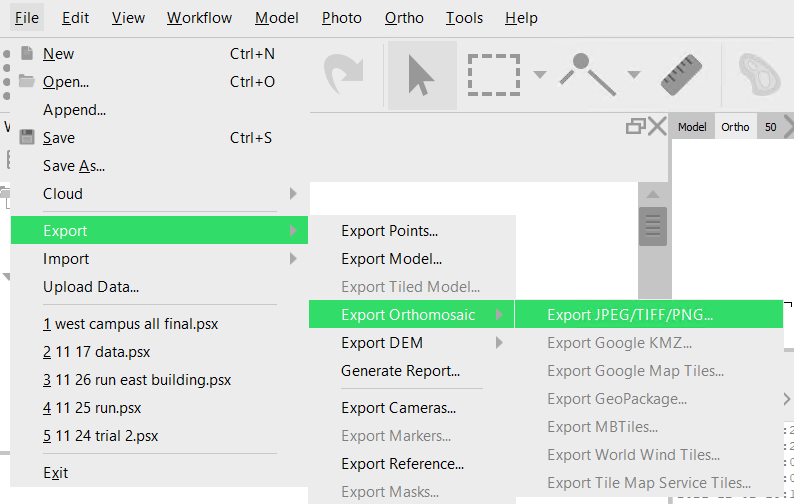 File Edit View Workflow Model Photo Ortho Tools Help
New Ctrl+N
Open... Ctrl+O
Append...
Save Ctrl+S
Save As...
Cloud
Export
Import
Upload Data...
1 west campus all final.psx
2 11 17 data.psx
3 11 26 run east building.psx
4 11 25 run.psx
5 11 24 trial 2.psx
Exit
Export Points...
Export Model...
Export Tiled Model...
Export Orthomosaic
Export DEM
Generate Report...
Export Cameras...
Export Markers...
Export Reference...
Export Masks...
Export JPEG/TIFF/PNG...
Export Google KMZ...
Export Google Map Tiles...
Export GeoPackage...
Export MBTiles...
Export World Wind Tiles...
Export Tile Map Service Tiles...
Model Ortho 50